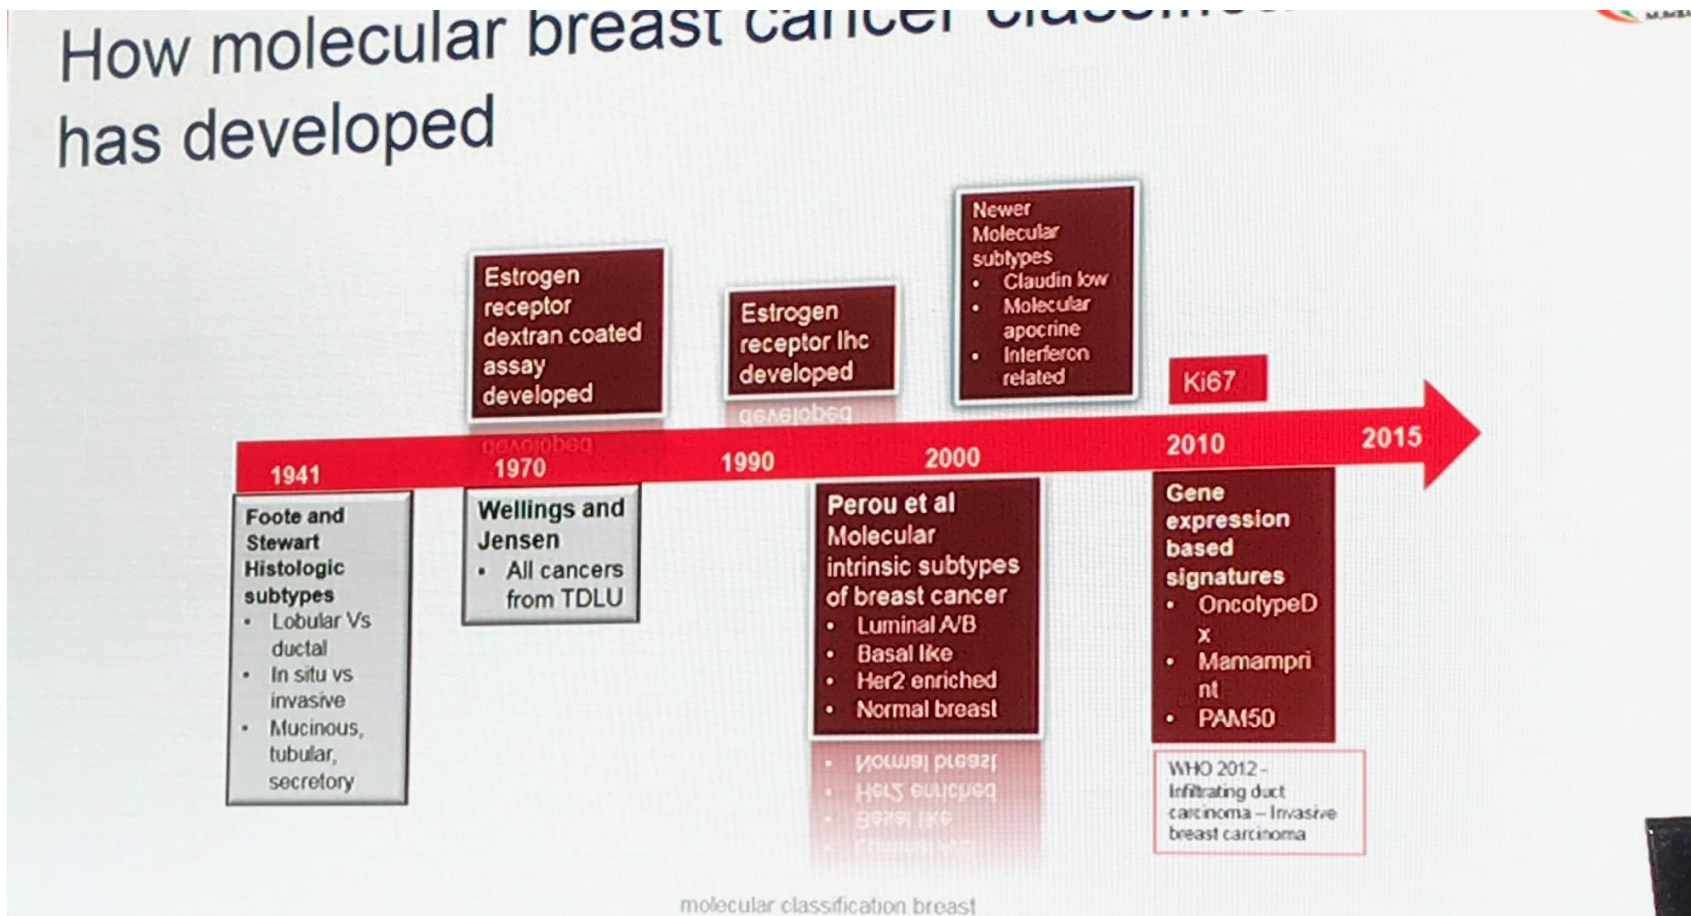 How molecular breast cancer
has developed
Newer
Molecular
subtypes
• Claudin low
• Molecular
apocrine
• Interferon
related
Estrogen
receptor
dextran coated
assay
developed
Estrogen
receptor Ihc
developed
Ki67
1941
1970
1990
2000
2010
2015
Foote and
Stewart
Histologic
subtypes
• Lobular Vs
ductal
• In situ vs
invasive
• Mucinous,
tubular,
secretory
Wellings and
Jensen
• All cancers
from TDLU
Perou et al
Molecular
intrinsic subtypes
of breast cancer
• Luminal A/B
• Basal like
• Her2 enriched
• Normal breast
Gene
expression
based
signatures
• OncotypeD
x
• Mamampri
nt
• PAM50
WHO 2012 -
Infiltrating duct
carcinoma – Invasive
breast carcinoma
molecular classification breast